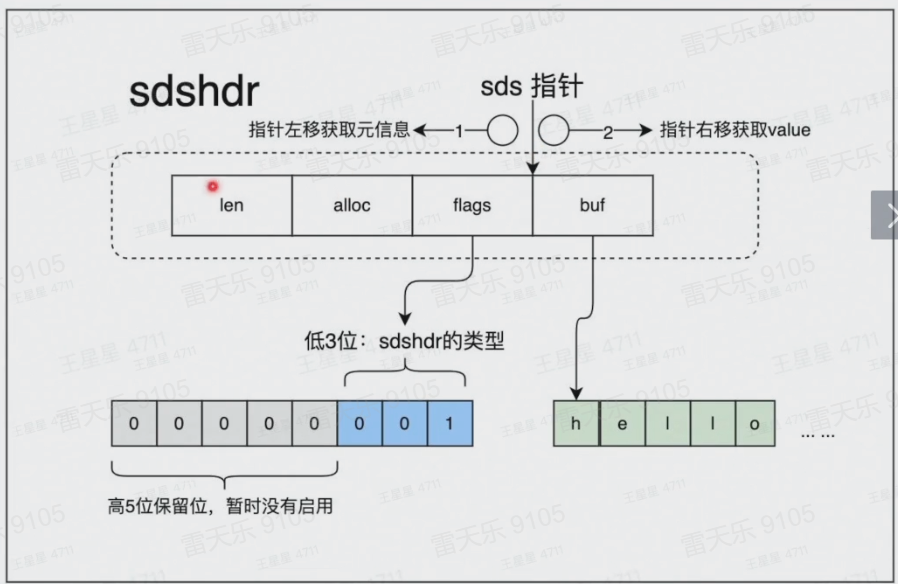 sdshdr
sds 指针
指针左移获取元信息
1
2
指针右移获取value
len
alloc
flags
buf
低3位：sdshdr的类型
0 0 0 0 0 0 0 1
h e l l o
... ...
高5位保留位，暂时没有启用
雷天乐 9105
王星星 4711